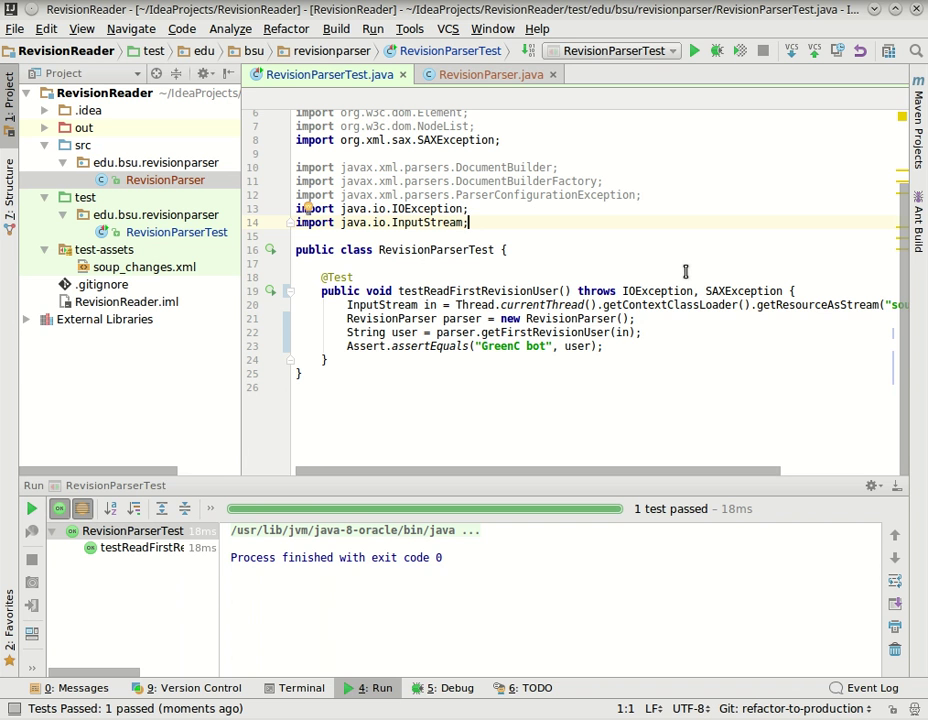 RevisionReader - [~/IdeaProjects/RevisionReader] - [RevisionReader] - ~/IdeaProjects/RevisionReader/test/edu/bsu/revisionparser/RevisionParserTest.java - I...
File Edit View Navigate Code Analyze Refactor Build Run Tools VCS Window Help
RevisionReader test edu bsu revisionparser RevisionParserTest RevisionParserTest VCS VCS
Project RevisionParserTest.java × RevisionParser.java ×
1: Project
7: Structure
2: Favorites
RevisionReader ~/IdeaProjects/
.idea
out
src
edu.bsu.revisionparser
RevisionParser
test
edu.bsu.revisionparser
RevisionParserTest
test-assets
soup_changes.xml
.gitignore
RevisionReader.iml
External Libraries
6 import org.w3c.dom.Element;
7 import org.w3c.dom.NodeList;
8 import org.xml.sax.SAXException;
9
10 import javax.xml.parsers.DocumentBuilder;
11 import javax.xml.parsers.DocumentBuilderFactory;
12 import javax.xml.parsers.ParserConfigurationException;
13 import java.io.IOException;
14 import java.io.InputStream;
15
16 public class RevisionParserTest {
17
18 @Test
19 public void testReadFirstRevisionUser() throws IOException, SAXException {
20 InputStream in = Thread.currentThread().getContextClassLoader().getResourceAsStream("sou
21 RevisionParser parser = new RevisionParser();
22 String user = parser.getFirstRevisionUser(in);
23 Assert.assertEquals("GreenC bot", user);
24 }
25 }
26
Maven Projects
Ant Build
Run RevisionParserTest
1 test passed – 18ms
RevisionParserTest 18ms
testReadFirstRe 18ms
/usr/lib/jvm/java-8-oracle/bin/java ...
Process finished with exit code 0
0: Messages 9: Version Control Terminal 4: Run 5: Debug 6: TODO Event Log
Tests Passed: 1 passed (moments ago) 1:1 LF UTF-8 Git: refactor-to-production